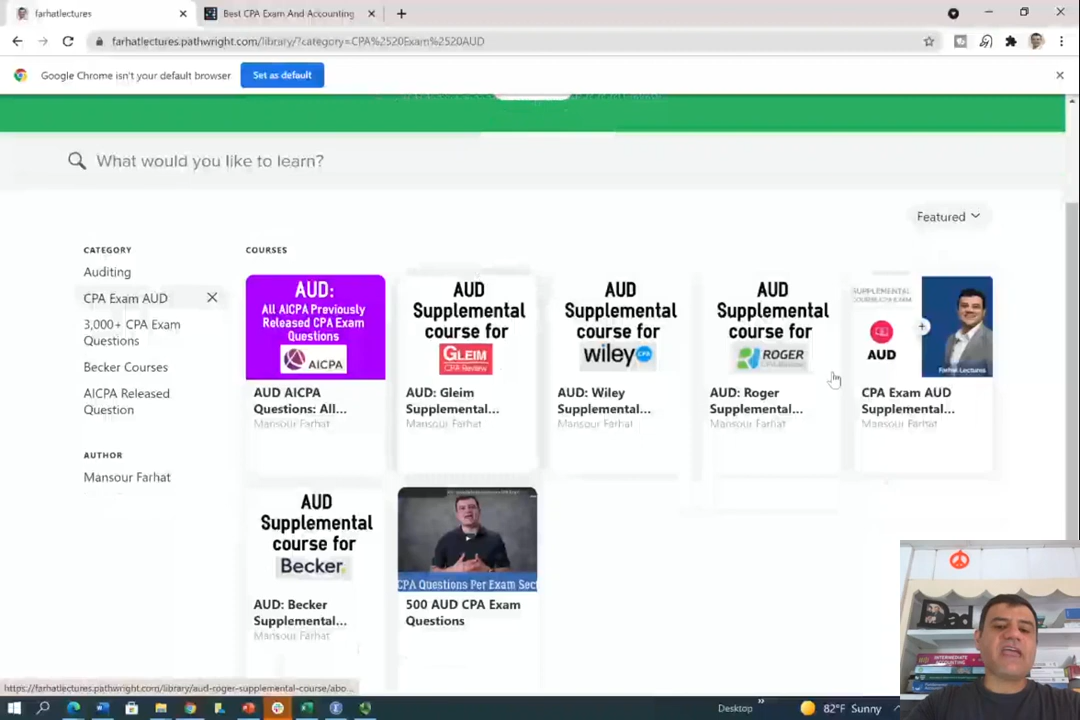 farhatlectures
Best CPA Exam And Accounting
farhatlectures.pathwright.com/library/?category=CPA%2520Exam%2520AUD
Google Chrome isn't your default browser
Set as default
What would you like to learn?
Featured
CATEGORY
Auditing
CPA Exam AUD
3,000+ CPA Exam
Questions
Becker Courses
AICPA Released
Question
AUTHOR
Mansour Farhat
COURSES
AUD:
All AICPA Previously
Released CPA Exam
Questions
AICPA
AUD AICPA
Questions: All...
Mansour Farhat
AUD
Supplemental
course for
GLEIM
CPA Review
AUD: Gleim
Supplemental...
Mansour Farhat
AUD
Supplemental
course for
wiley CPA
AUD: Wiley
Supplemental...
Mansour Farhat
AUD
Supplemental
course for
ROGER
AUD: Roger
Supplemental...
Mansour Farhat
SUPPLEMENTAL
AUD
Farhat Lectures
CPA Exam AUD
Supplemental...
Mansour Farhat
AUD
Supplemental
course for
Becker.
AUD: Becker
Supplemental...
Mansour Farhat
CPA Questions Per Exam Sect
500 AUD CPA Exam
Questions
INTERMEDIATE
https://farhatlectures.pathwright.com/library/aud-roger-supplemental-course/abo...
Desktop
82°F Sunny